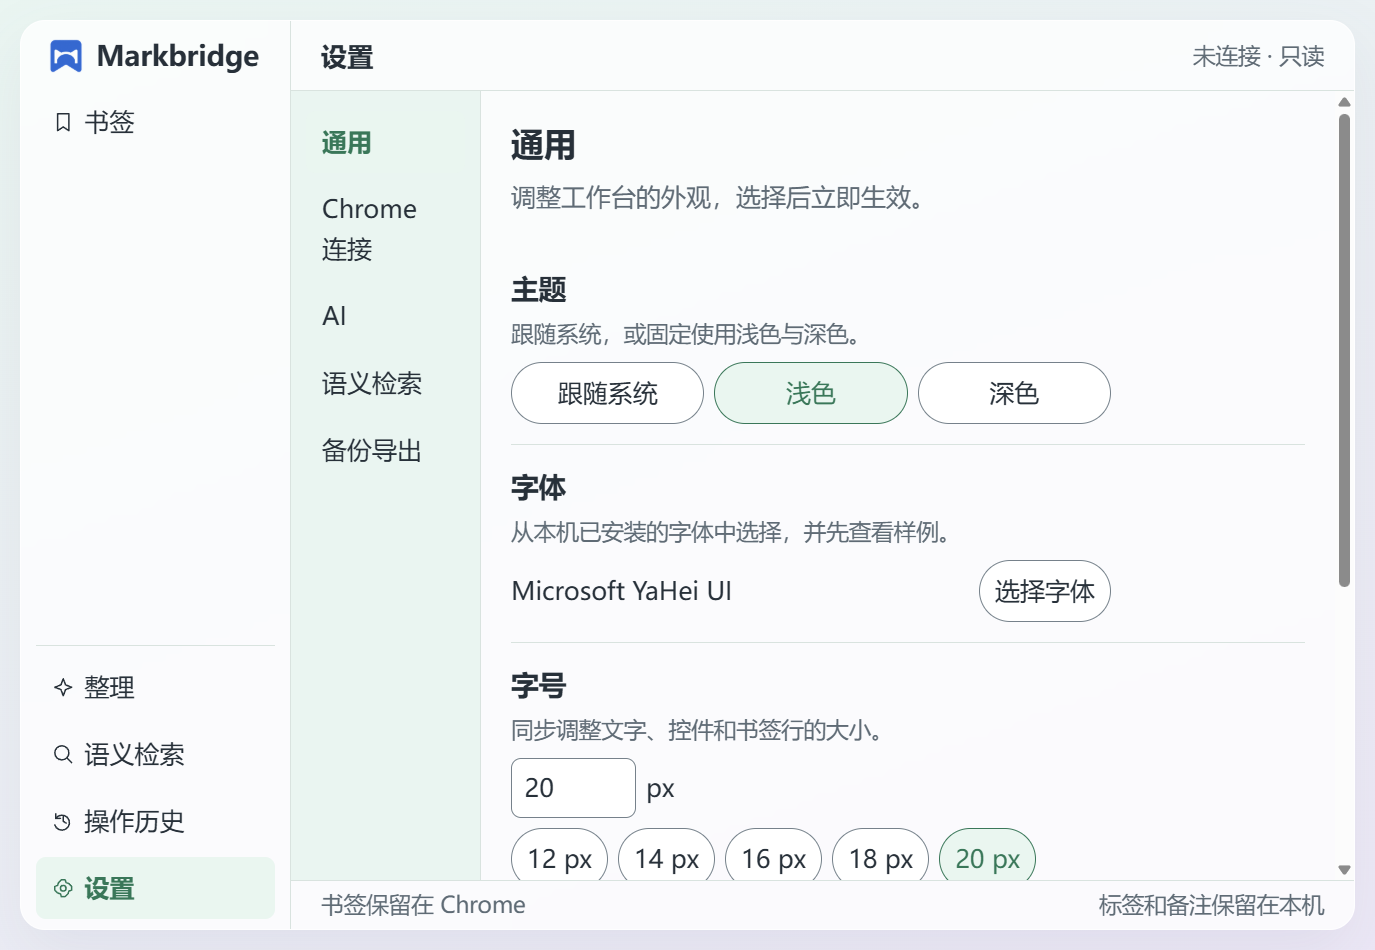 Markbridge
书签
整理
语义检索
操作历史
设置
设置
未连接 · 只读
通用
Chrome
连接
AI
语义检索
备份导出
通用
调整工作台的外观，选择后立即生效。
主题
跟随系统，或固定使用浅色与深色。
跟随系统 浅色 深色
字体
从本机已安装的字体中选择，并先查看样例。
Microsoft YaHei UI 选择字体
字号
同步调整文字、控件和书签行的大小。
20 px
12 px 14 px 16 px 18 px 20 px
书签保留在 Chrome
标签和备注保留在本机